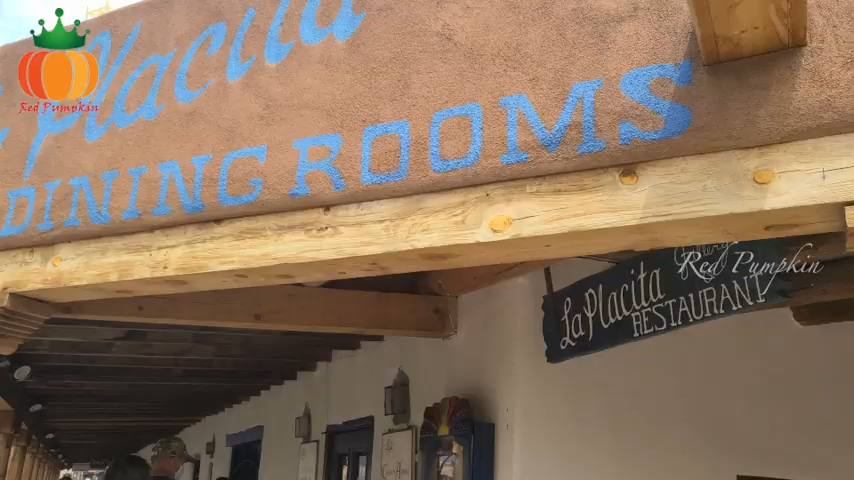 Placita
DINING ROOMS
Red Pumpkin
Red Pumpkin
La Placita
RESTAURANT